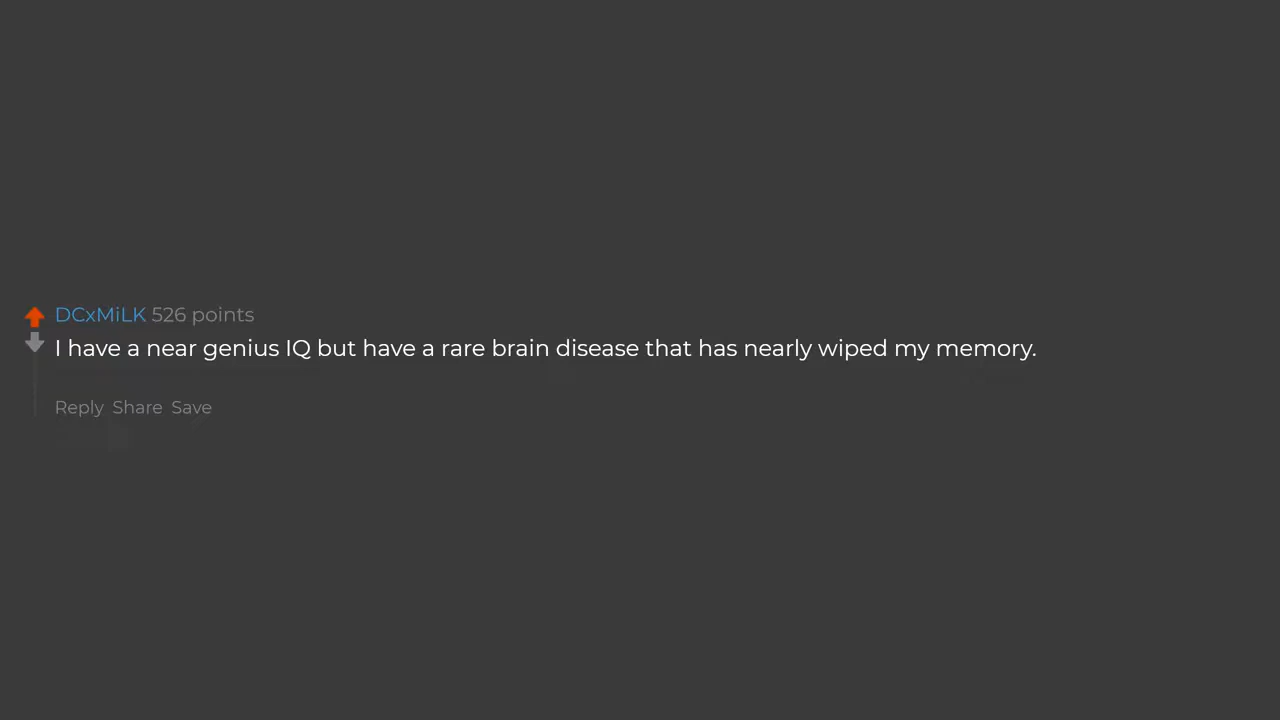 DCxMiLK 526 points
I have a near genius IQ but have a rare brain disease that has nearly wiped my memory.
Reply Share Save